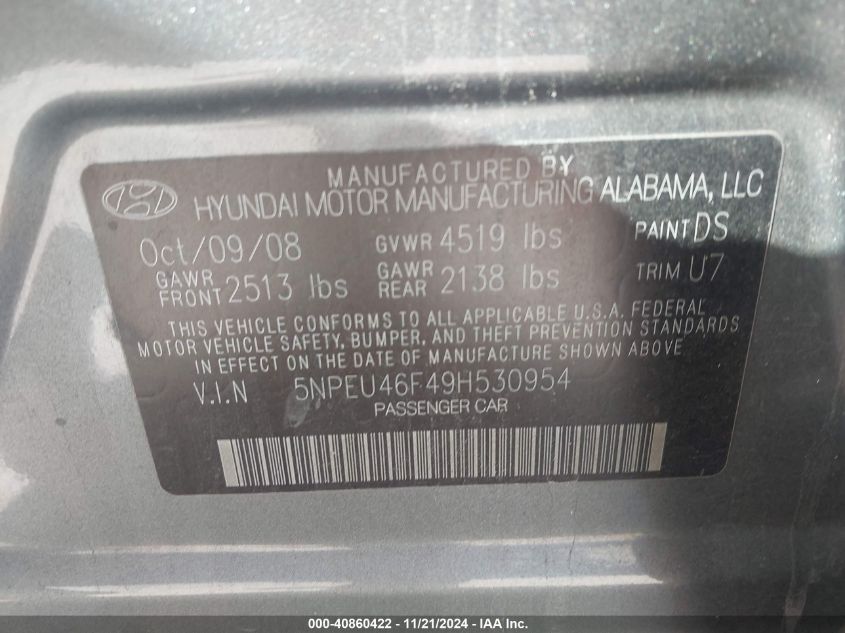 MANUFACTURED BY
HYUNDAI MOTOR MANUFACTURING ALABAMA, LLC
Oct/09/08 GVWR 4519 lbs PAINT DS
GAWR FRONT 2513 lbs GAWR REAR 2138 lbs TRIM U7
THIS VEHICLE CONFORMS TO ALL APPLICABLE U.S.A. FEDERAL
MOTOR VEHICLE SAFETY, BUMPER, AND THEFT PREVENTION STANDARDS
IN EFFECT ON THE DATE OF MANUFACTURE SHOWN ABOVE
V.I.N 5NPEU46F49H530954
PASSENGER CAR
000-40860422 - 11/21/2024 - IAA, Inc.